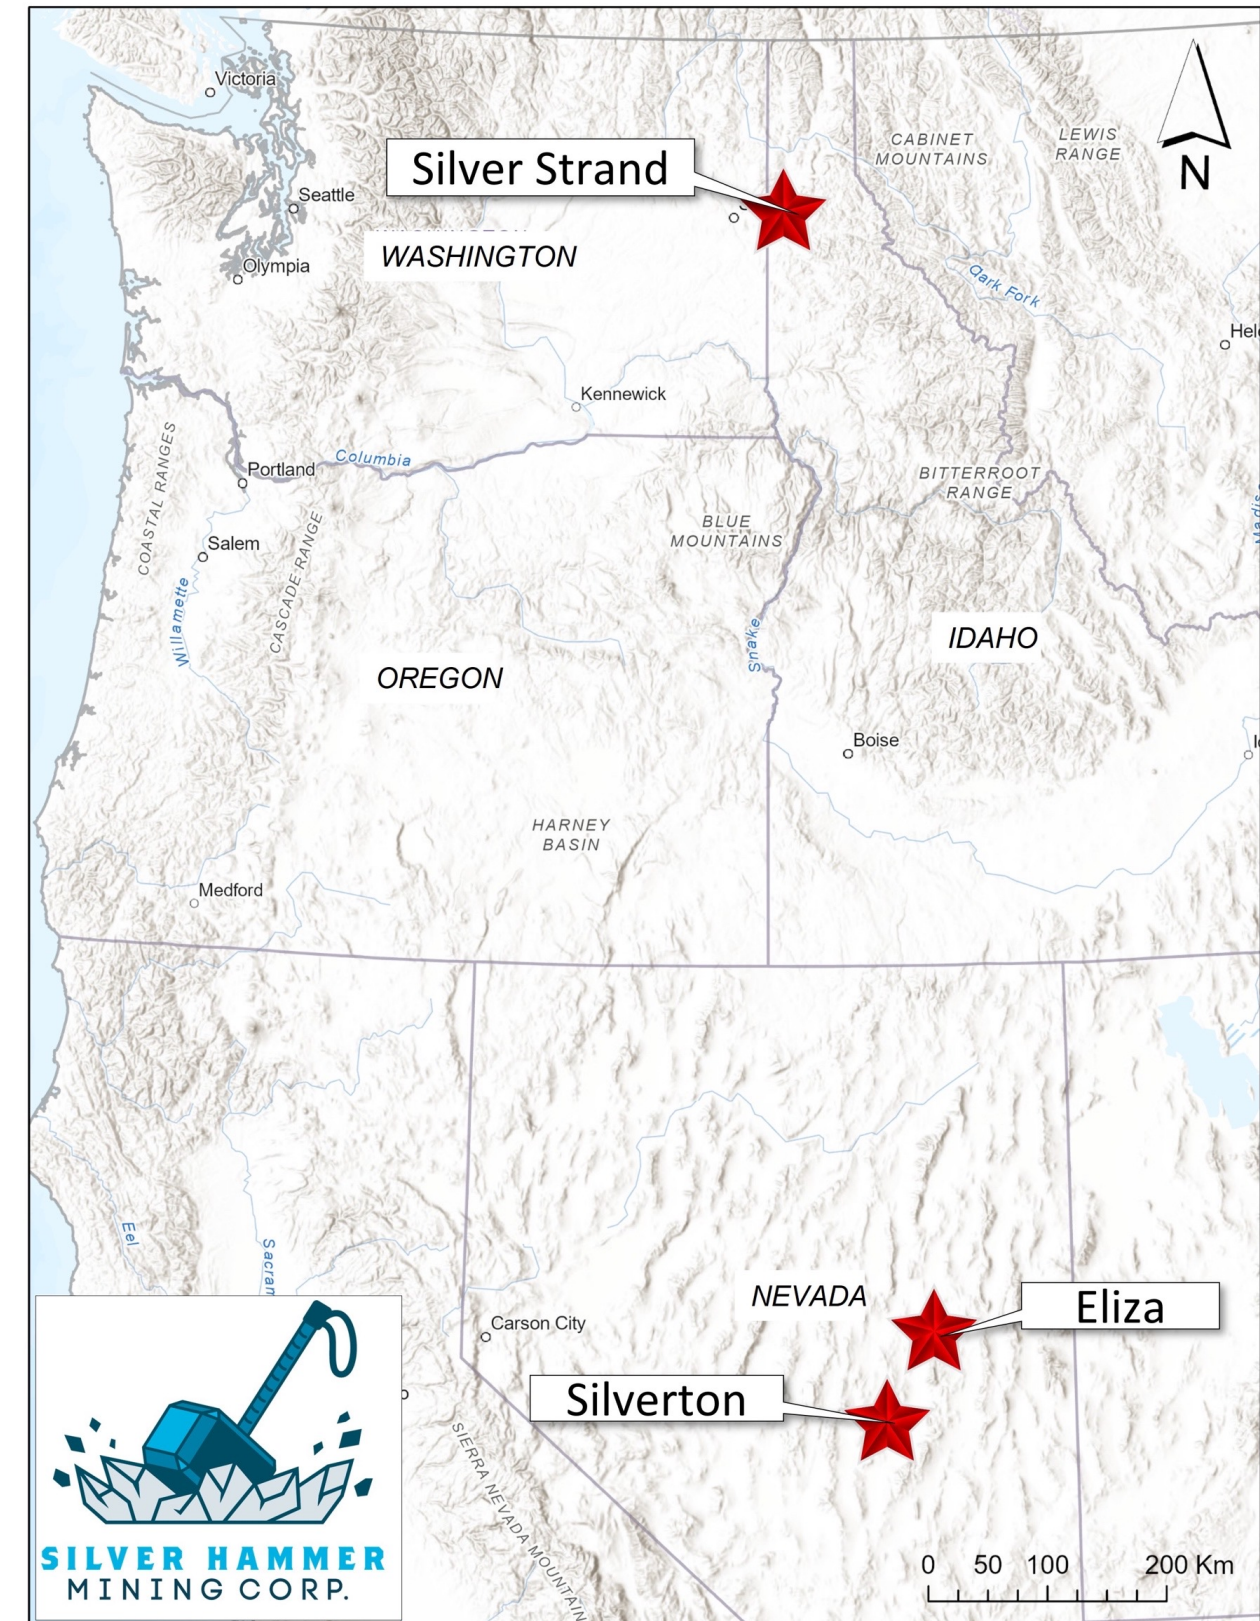 Victoria
CABINET
MOUNTAINS
LEWIS
RANGE
N
Silver Strand
Seattle
WASHINGTON
Olympia
Clark Fork
Kennewick
Columbia
Portland
COASTAL RANGES
CASCADE RANGE
BITTERROOT
RANGE
BLUE
MOUNTAINS
Salem
Willamette
Snake
IDAHO
OREGON
Boise
HARNEY
BASIN
Medford
Eel
Sacram
NEVADA
Eliza
Carson City
Silverton
SIERRA NEVADA MOUNTAIN
SILVER HAMMER
MINING CORP.
0 50 100 200 Km